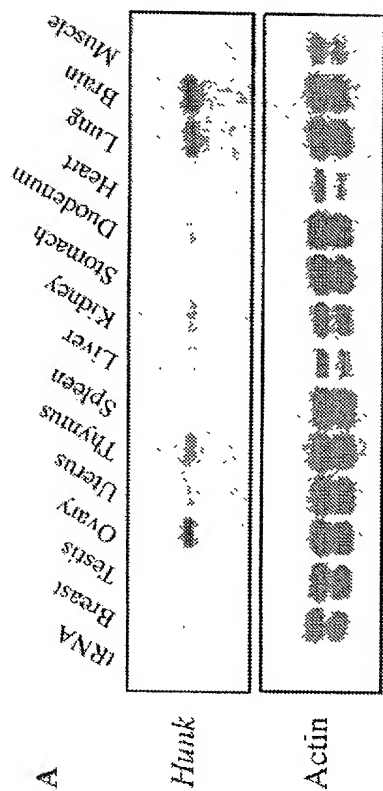 A
tRNA
Breast
Testis
Ovary
Uterus
Thymus
Spleen
Liver
Kidney
Stomach
Duodenum
Heart
Lung
Brain
Muscle
Hunk
Actin